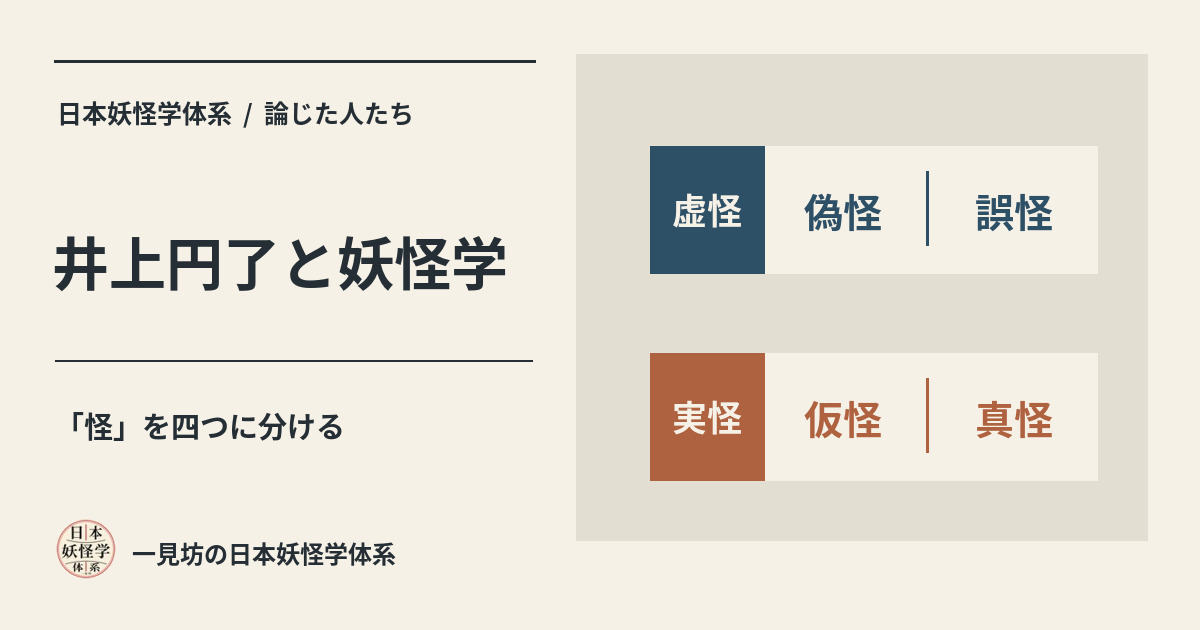 日本妖怪学体系 / 論じた人たち
井上円了と妖怪学
「怪」を四つに分ける
日本
妖怪学
体系
一見坊の日本妖怪学体系
虚怪 偽怪 誤怪
実怪 仮怪 真怪